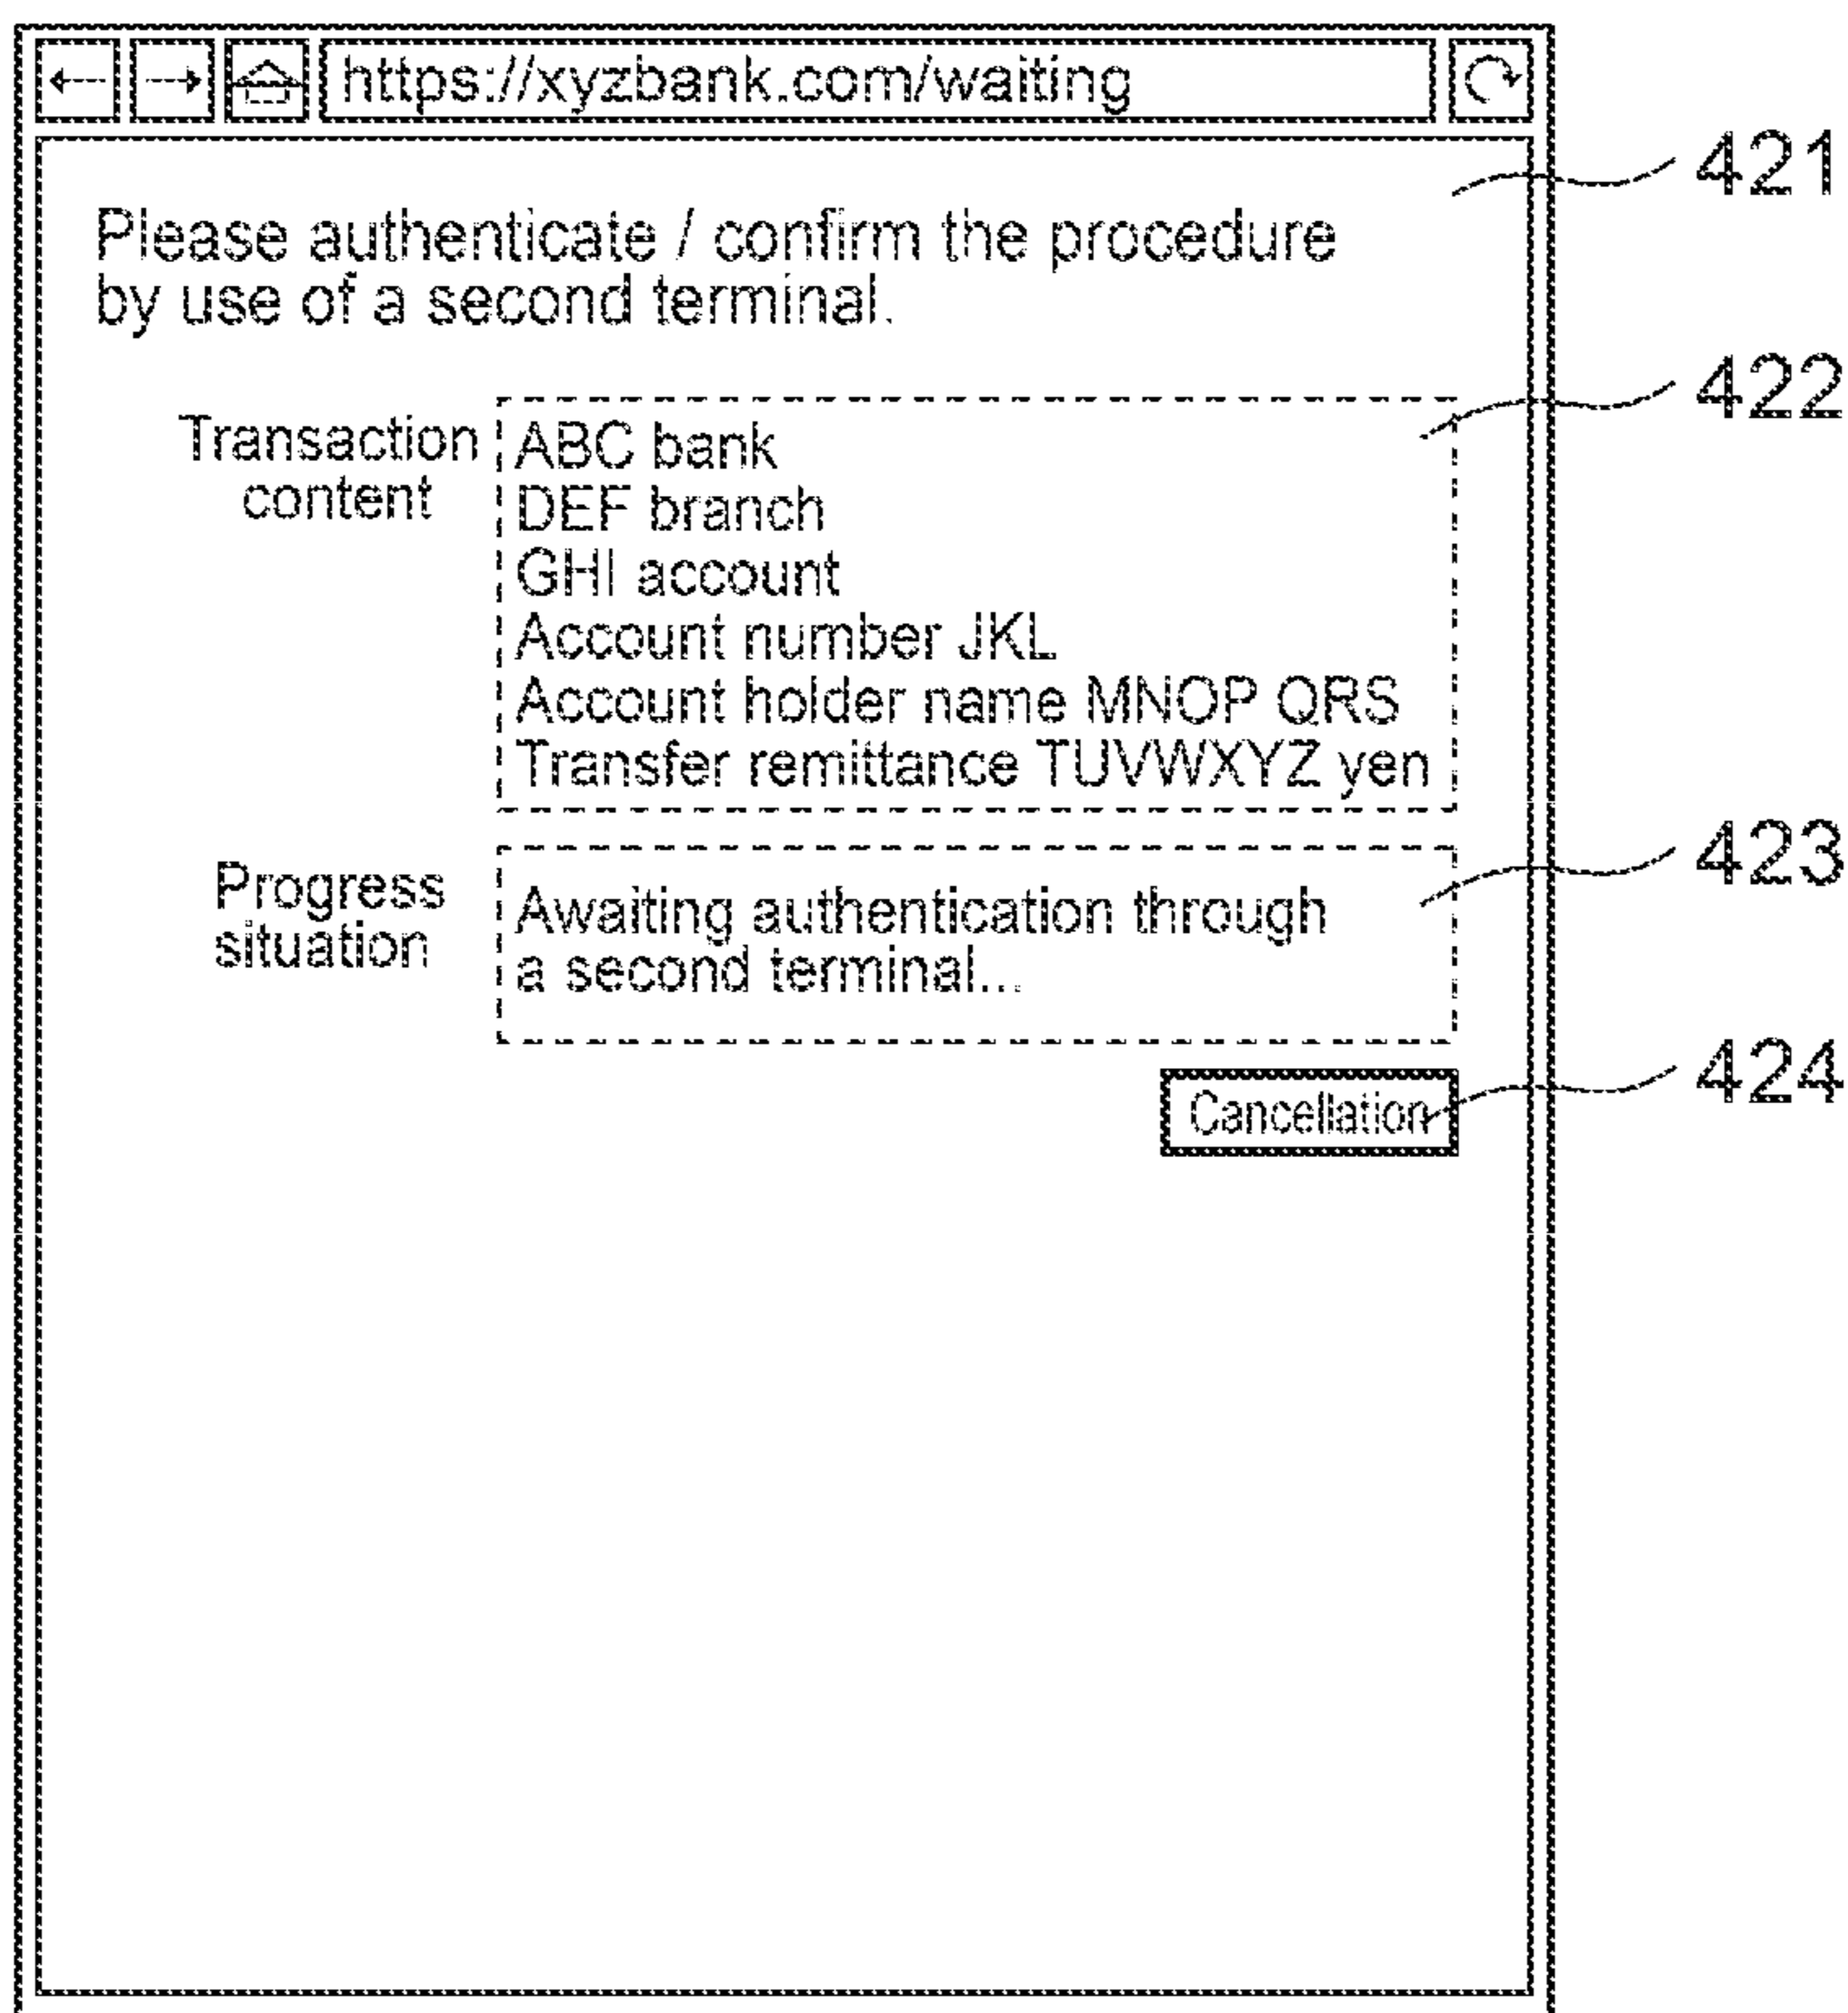 https://xyzbank.com/waiting
421
Please authenticate / confirm the procedure
by use of a second terminal.
422
Transaction
content
ABC bank
DEF branch
GHI account
Account number JKL
Account holder name MNOP QRS
Transfer remittance TUVWXYZ yen
423
Progress
situation
Awaiting authentication through
a second terminal...
424
Cancellation